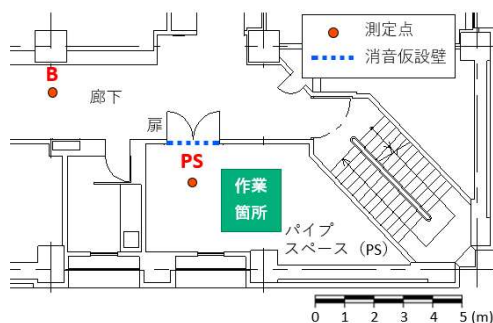 測定点
消音仮設壁
B
廊下
扉
PS
作業
箇所
パイプ
スペース（PS）
0 1 2 3 4 5 (m)